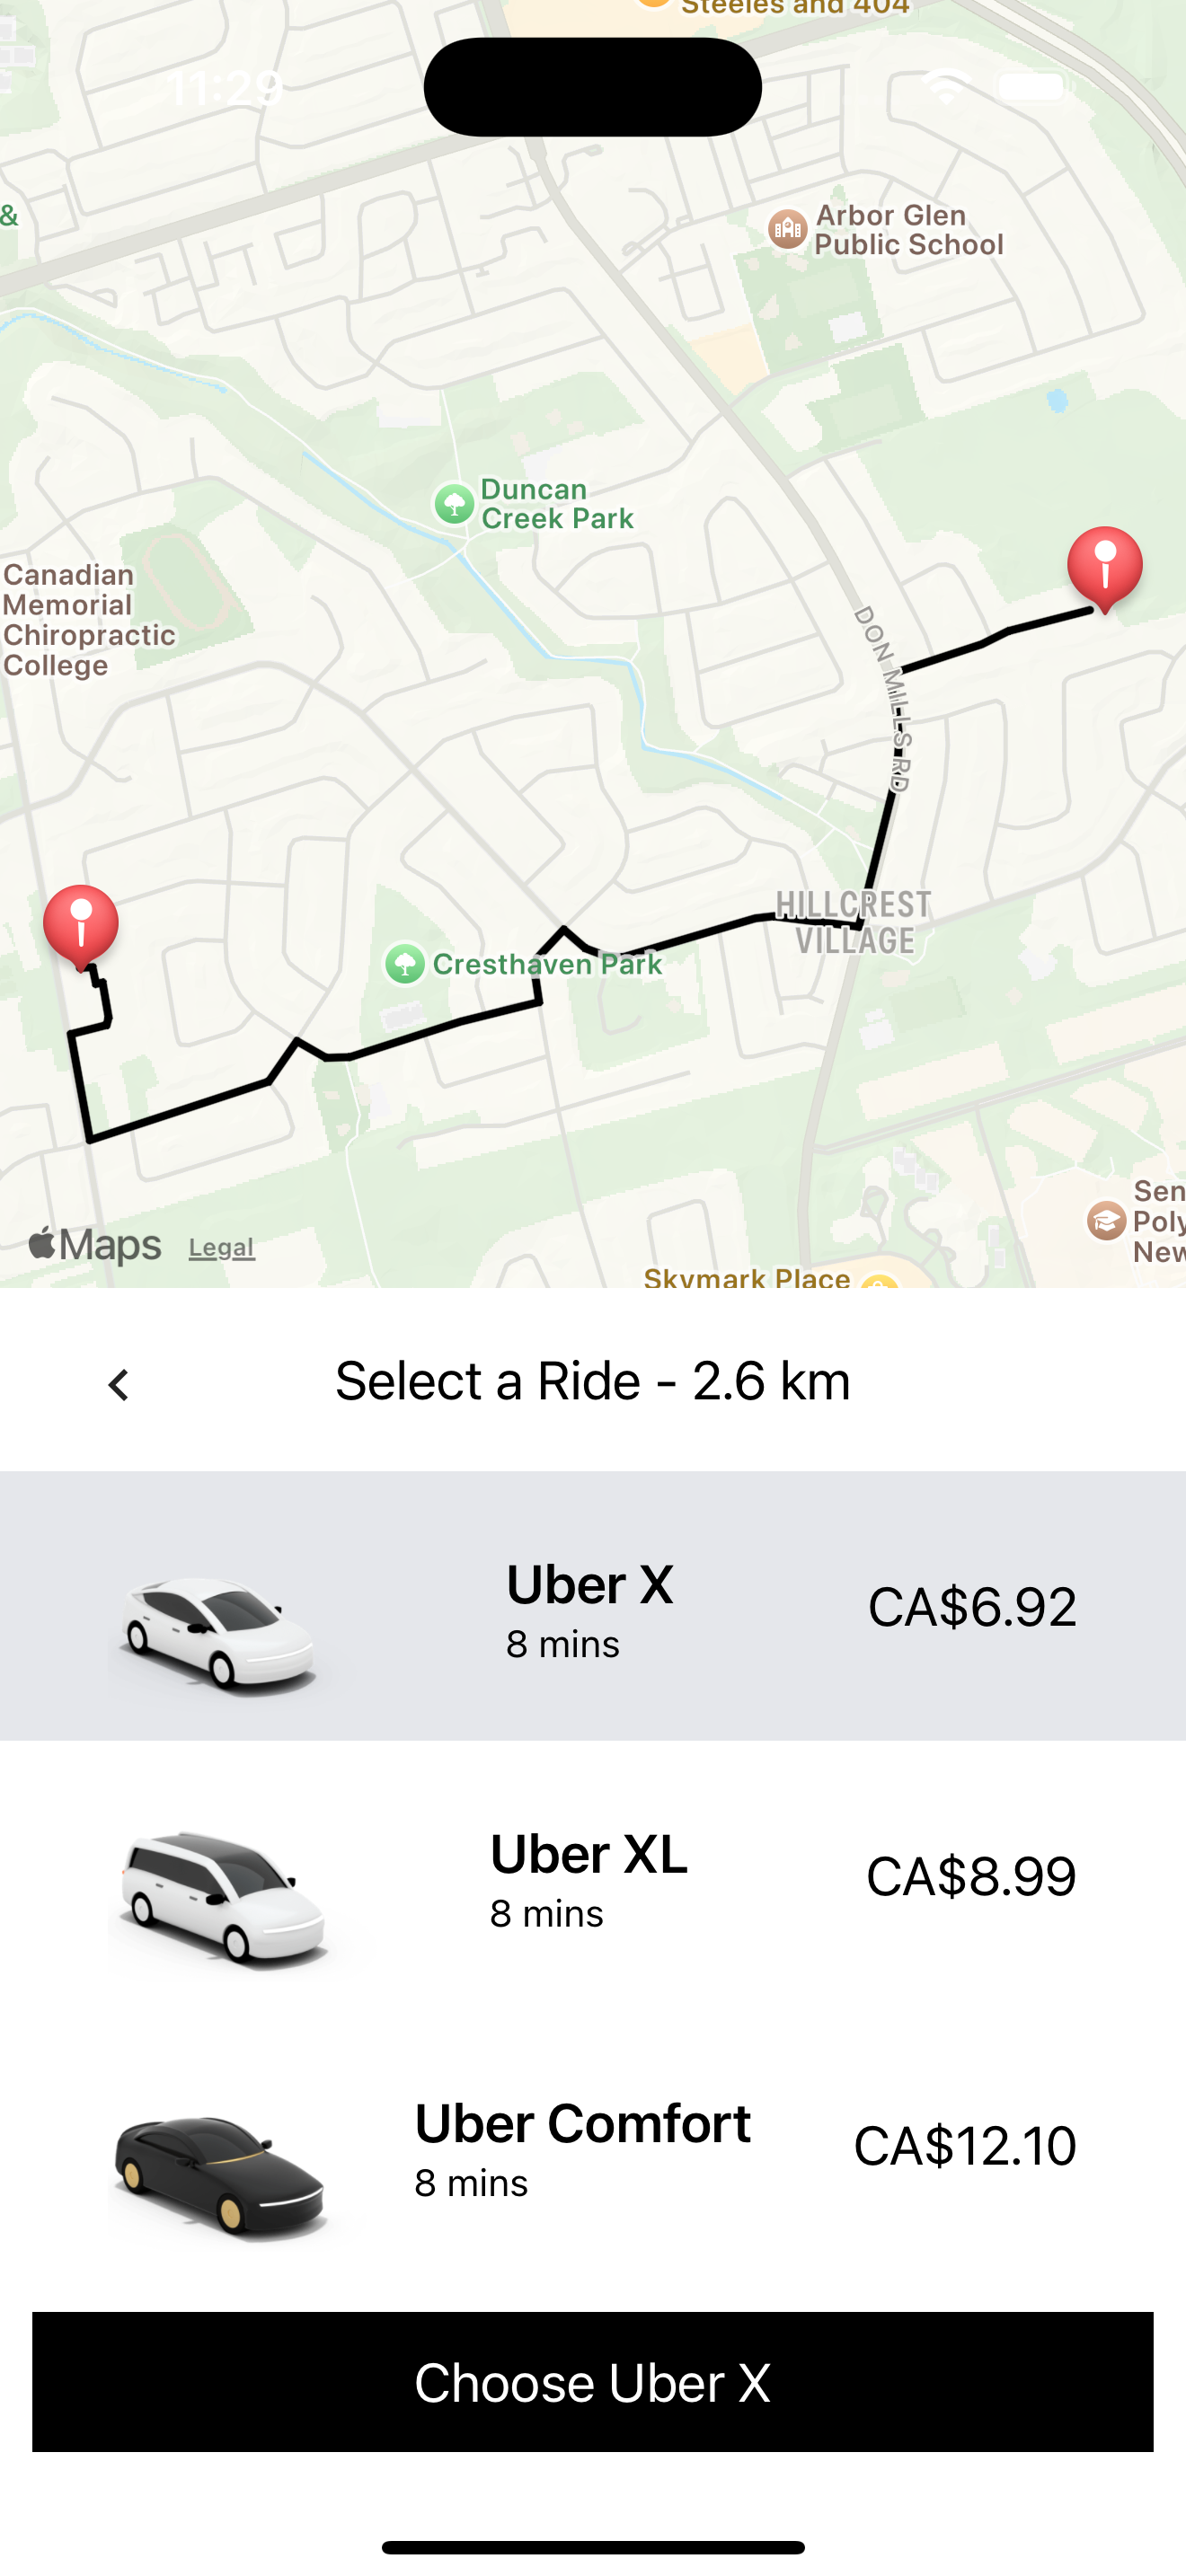 Steeles and 404
11:29
&
Arbor Glen
Public School
Duncan
Creek Park
Canadian
Memorial
Chiropractic
College
DON MILLS RD
HILLCREST
VILLAGE
Cresthaven Park
Sen
Poly
New
Maps Legal
Skymark Place
Select a Ride - 2.6 km
Uber X
8 mins
CA$6.92
Uber XL
8 mins
CA$8.99
Uber Comfort
8 mins
CA$12.10
Choose Uber X